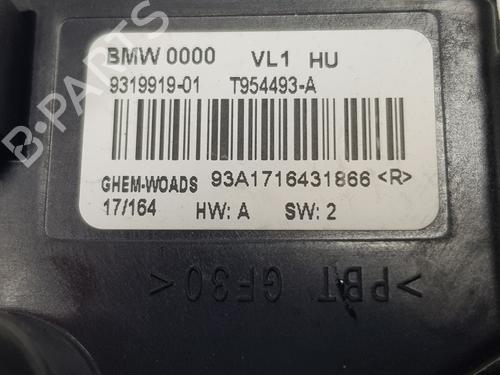 BMW 0000 VL1 HU
9319919-01 T954493-A
GHEM-WOADS 93A1716431866 <R>
17/164 HW: A SW: 2
>PBT GF30<
B-PARTS